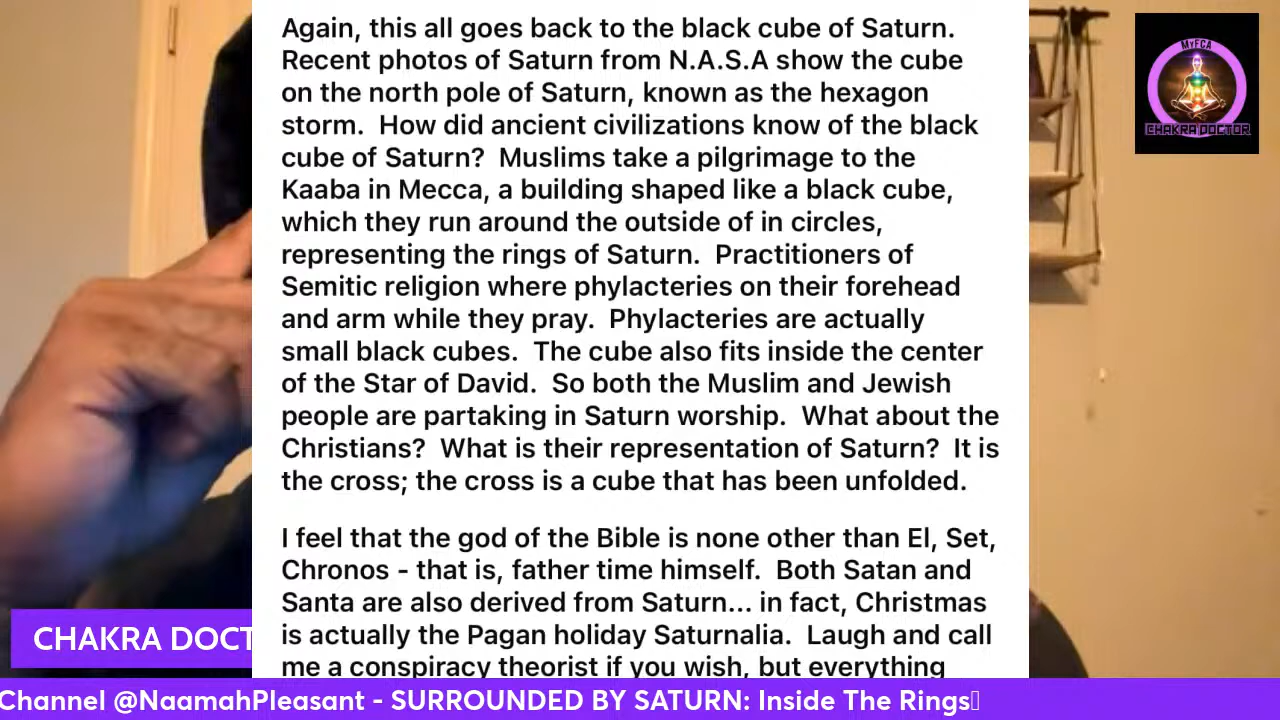 Again, this all goes back to the black cube of Saturn.
Recent photos of Saturn from N.A.S.A show the cube
on the north pole of Saturn, known as the hexagon
storm.  How did ancient civilizations know of the black
cube of Saturn?  Muslims take a pilgrimage to the
Kaaba in Mecca, a building shaped like a black cube,
which they run around the outside of in circles,
representing the rings of Saturn.  Practitioners of
Semitic religion where phylacteries on their forehead
and arm while they pray.  Phylacteries are actually
small black cubes.  The cube also fits inside the center
of the Star of David.  So both the Muslim and Jewish
people are partaking in Saturn worship.  What about the
Christians?  What is their representation of Saturn?  It is
the cross; the cross is a cube that has been unfolded.
I feel that the god of the Bible is none other than El, Set,
Chronos - that is, father time himself.  Both Satan and
Santa are also derived from Saturn... in fact, Christmas
is actually the Pagan holiday Saturnalia.  Laugh and call
me a conspiracy theorist if you wish, but everything
MYFCA
CHAKRA DOCTOR
CHAKRA DOCT
Channel @NaamahPleasant - SURROUNDED BY SATURN: Inside The Rings